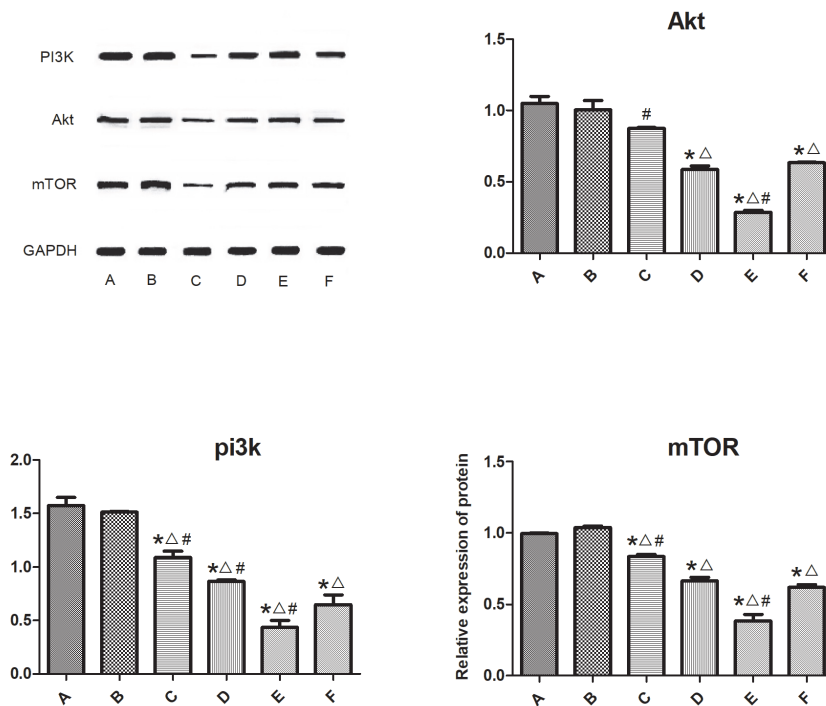 PI3K
Akt
mTOR
GAPDH
A B C D E F
Akt
1.5
1.0
0.5
0.0
#
*△
*△#
*△
A B C D E F
pi3k
2.0
1.5
1.0
0.5
0.0
*△#
*△#
*△#
*△
A B C D E F
mTOR
Relative expression of protein
1.5
1.0
0.5
0.0
*△#
*△
*△#
*△
A B C D E F